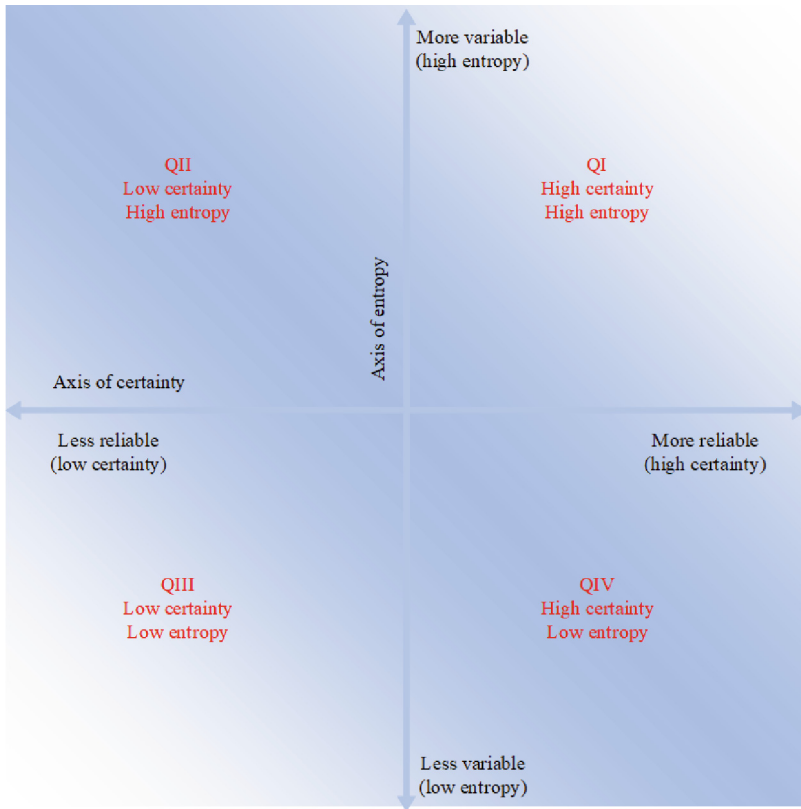 More variable
(high entropy)
QII
Low certainty
High entropy
QI
High certainty
High entropy
Axis of entropy
Axis of certainty
Less reliable
(low certainty)
More reliable
(high certainty)
QIII
Low certainty
Low entropy
QIV
High certainty
Low entropy
Less variable
(low entropy)